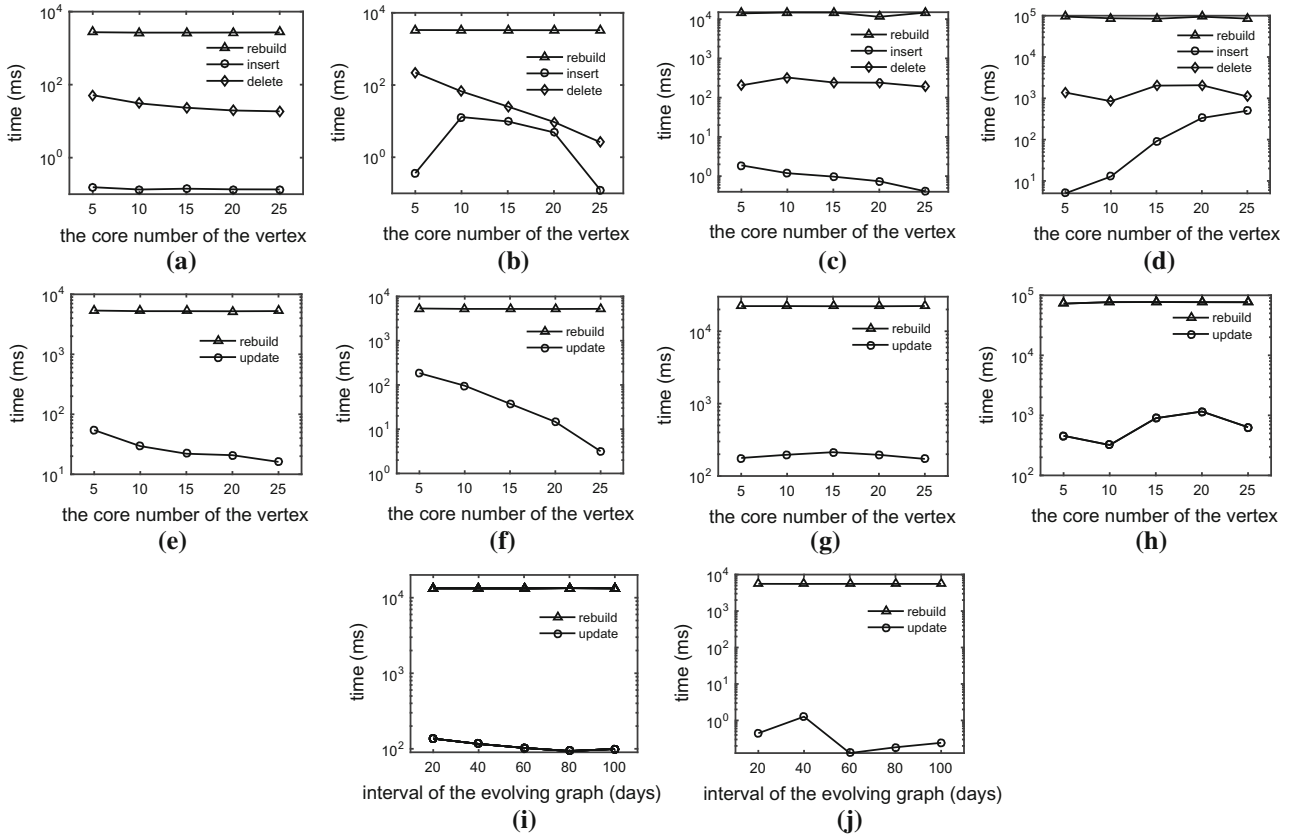 10^4
10^2
10^0
time (ms)
rebuild
insert
delete
5 10 15 20 25
the core number of the vertex
(a)
10^4
10^2
10^0
time (ms)
rebuild
insert
delete
5 10 15 20 25
the core number of the vertex
(b)
10^4
10^3
10^2
10^1
10^0
time (ms)
rebuild
insert
delete
5 10 15 20 25
the core number of the vertex
(c)
10^5
10^4
10^3
10^2
10^1
time (ms)
rebuild
insert
delete
5 10 15 20 25
the core number of the vertex
(d)
10^4
10^3
10^2
10^1
time (ms)
rebuild
update
5 10 15 20 25
the core number of the vertex
(e)
10^4
10^3
10^2
10^1
10^0
time (ms)
rebuild
update
5 10 15 20 25
the core number of the vertex
(f)
10^4
10^3
10^2
time (ms)
rebuild
update
5 10 15 20 25
the core number of the vertex
(g)
10^5
10^4
10^3
10^2
time (ms)
rebuild
update
5 10 15 20 25
the core number of the vertex
(h)
10^4
10^3
10^2
time (ms)
rebuild
update
20 40 60 80 100
interval of the evolving graph (days)
(i)
10^4
10^3
10^2
10^1
10^0
time (ms)
rebuild
update
20 40 60 80 100
interval of the evolving graph (days)
(j)